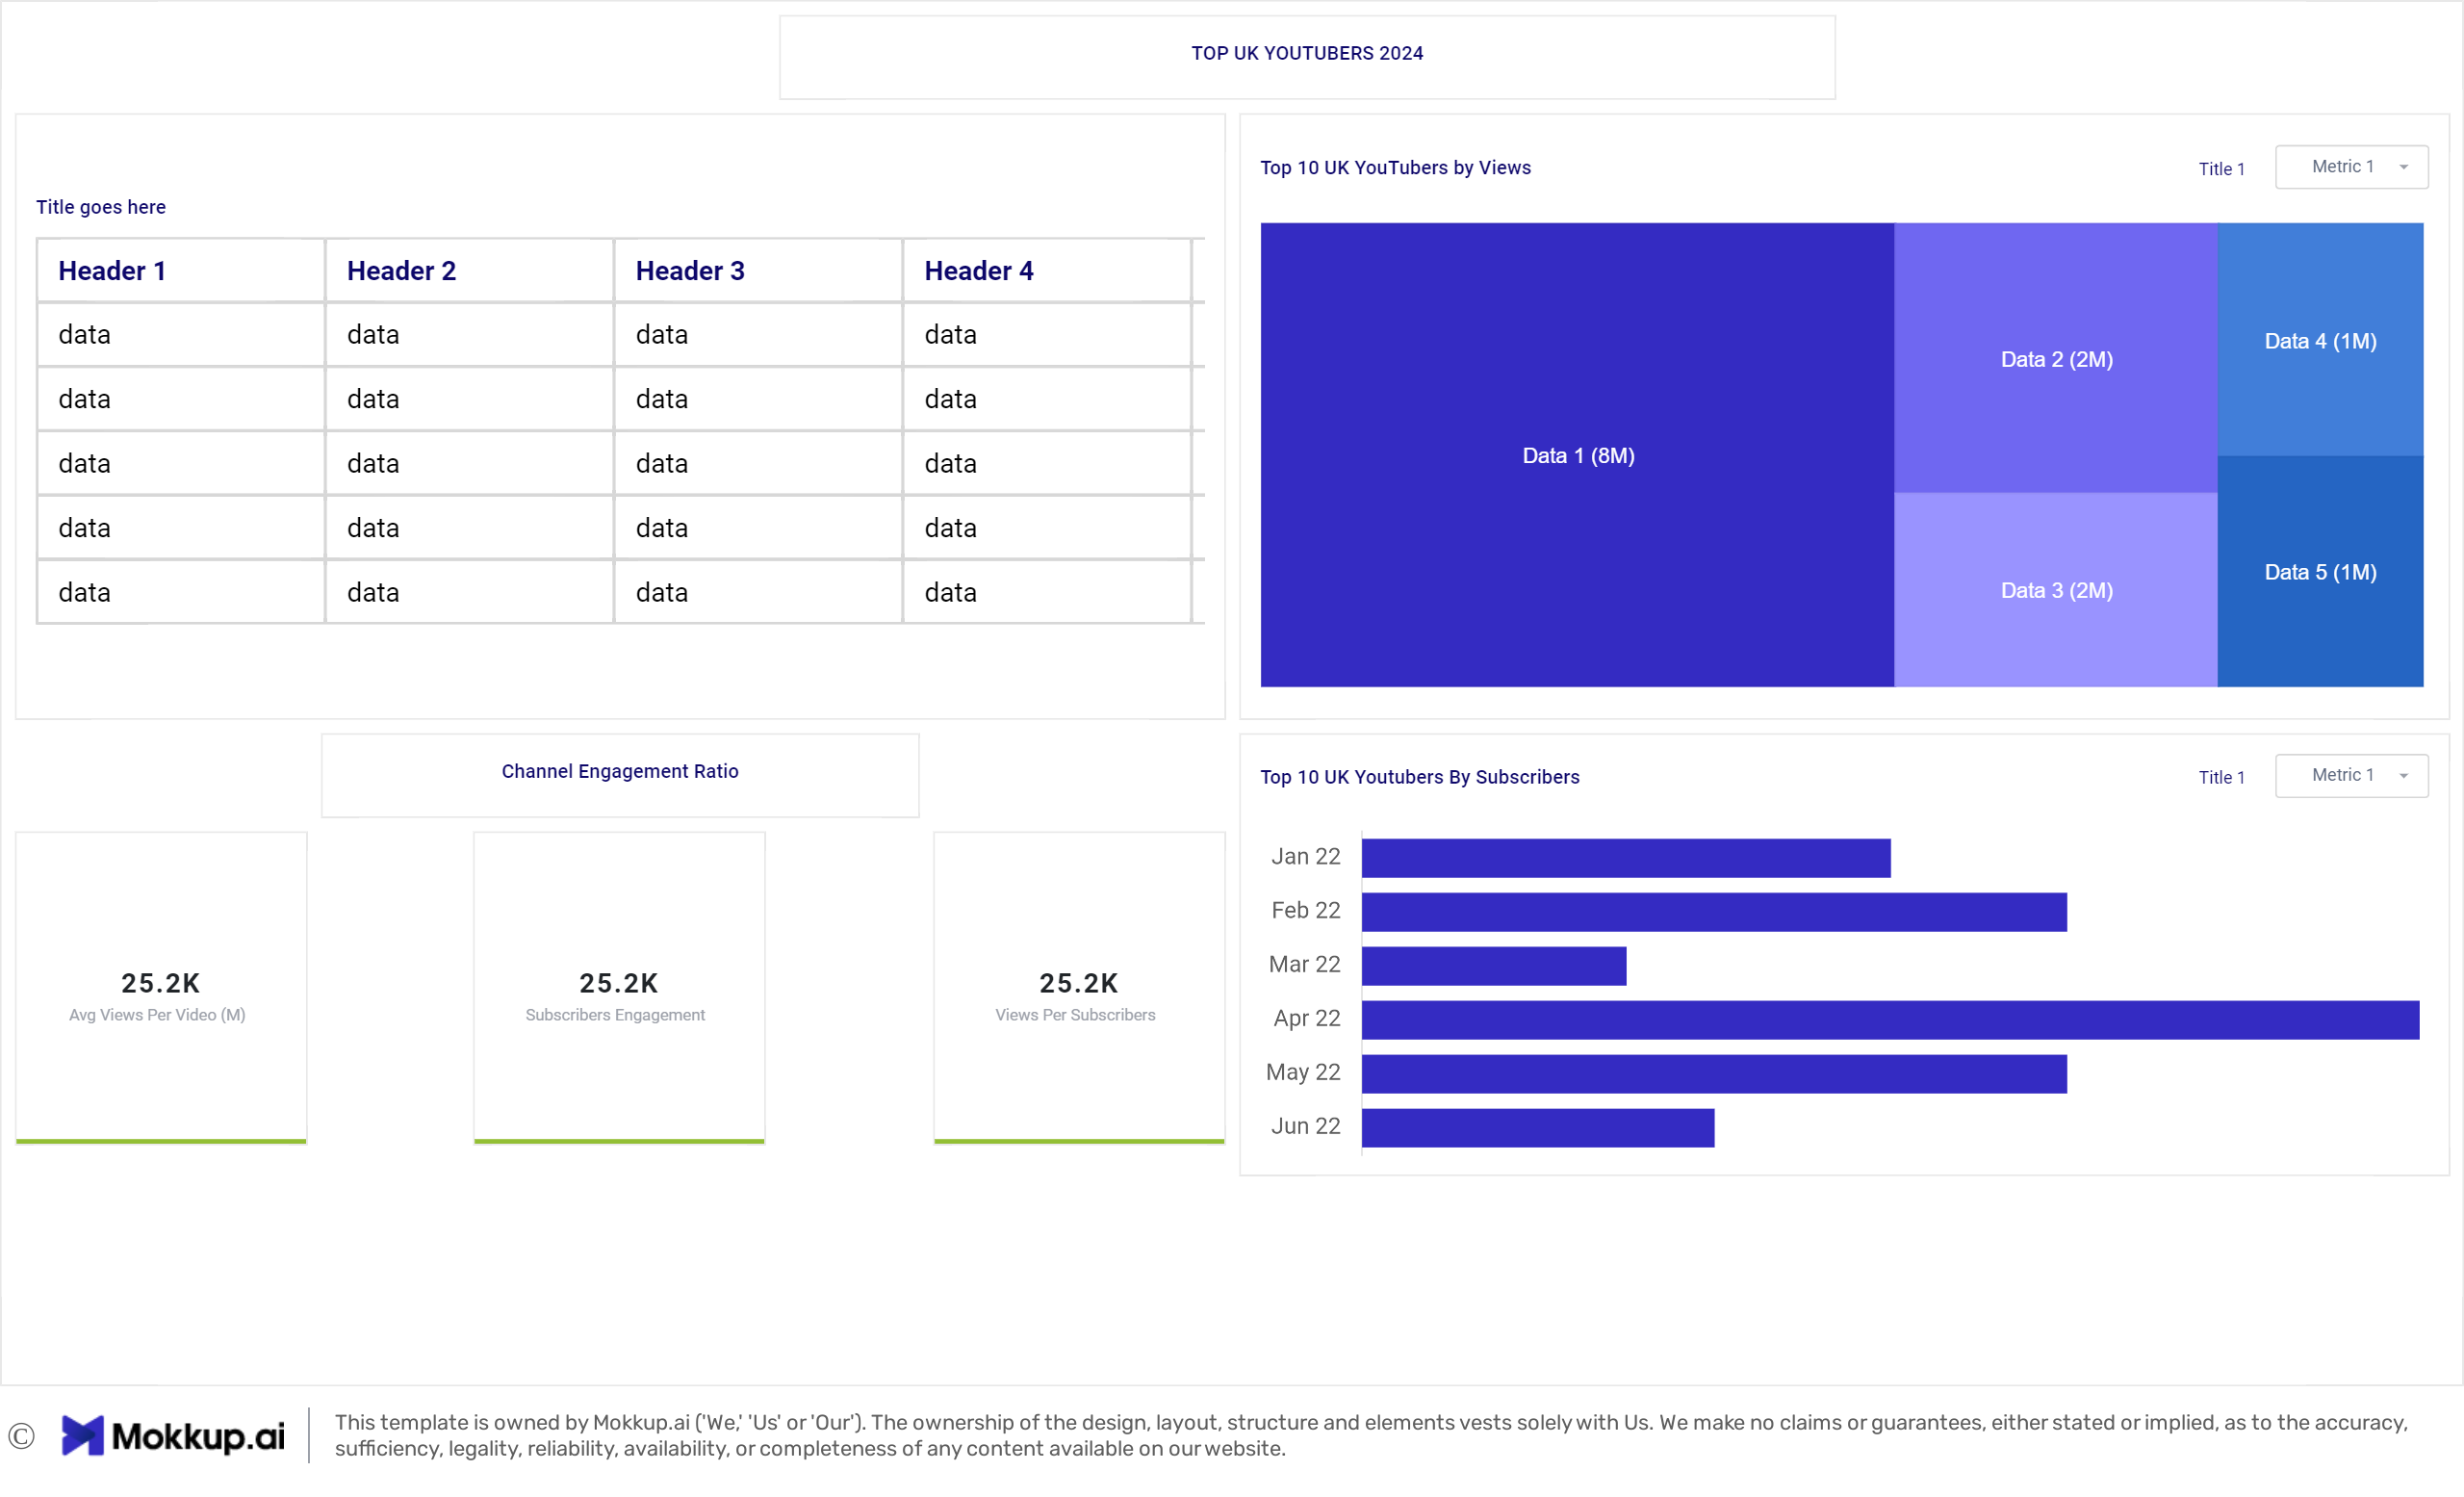 TOP UK YOUTUBERS 2024
Title goes here
Header 1 Header 2 Header 3 Header 4
data data data data
data data data data
data data data data
data data data data
data data data data
Top 10 UK YouTubers by Views
Title 1
Metric 1
Data 1 (8M)
Data 2 (2M)
Data 3 (2M)
Data 4 (1M)
Data 5 (1M)
Channel Engagement Ratio
25.2K
Avg Views Per Video (M)
25.2K
Subscribers Engagement
25.2K
Views Per Subscribers
Top 10 UK Youtubers By Subscribers
Title 1
Metric 1
Jan 22
Feb 22
Mar 22
Apr 22
May 22
Jun 22
© Mokkup.ai
This template is owned by Mokkup.ai ('We,' 'Us' or 'Our'). The ownership of the design, layout, structure and elements vests solely with Us. We make no claims or guarantees, either stated or implied, as to the accuracy,
sufficiency, legality, reliability, availability, or completeness of any content available on our website.